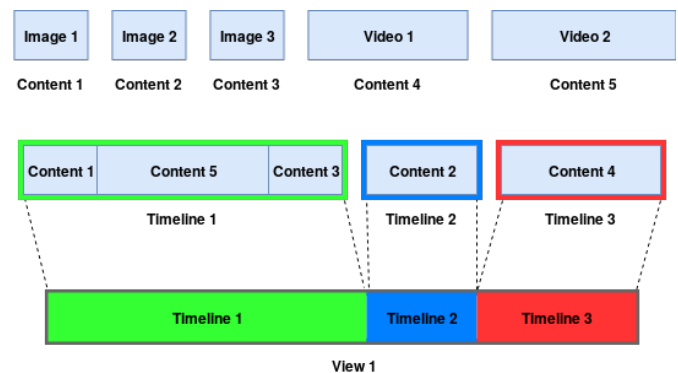 Image 1 Image 2 Image 3 Video 1 Video 2
Content 1 Content 2 Content 3 Content 4 Content 5
Content 1 Content 5 Content 3 Content 2 Content 4
Timeline 1 Timeline 2 Timeline 3
Timeline 1 Timeline 2 Timeline 3
View 1